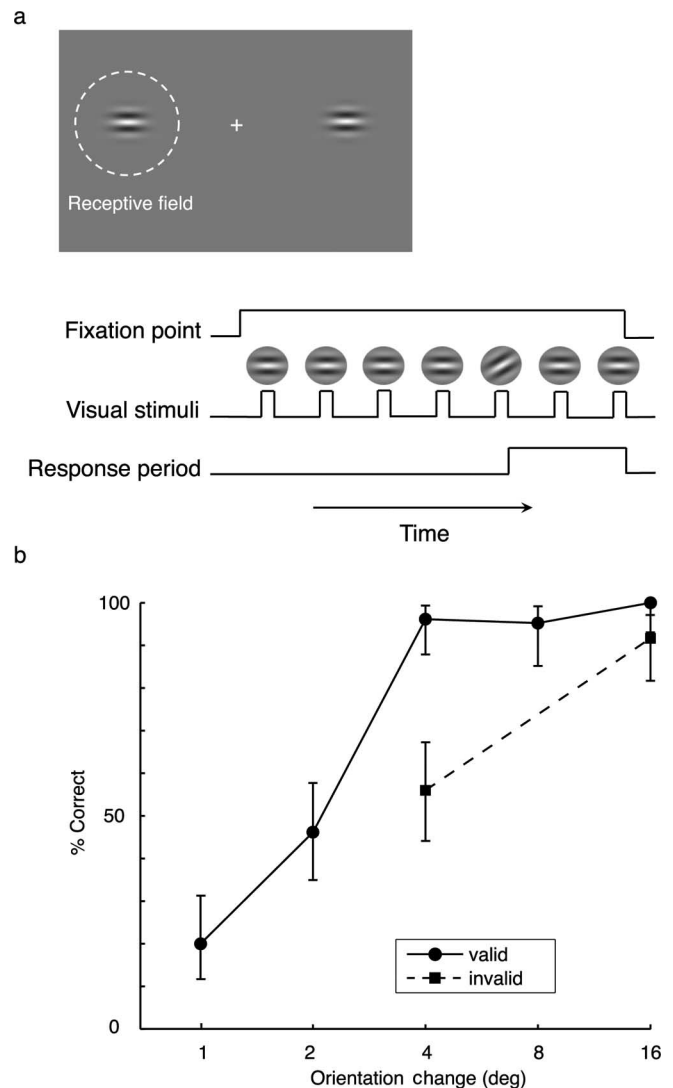 a
+
Receptive field
Fixation point
Visual stimuli
Response period
Time
b
100
50
0
% Correct
valid
invalid
1 2 4 8 16
Orientation change (deg)